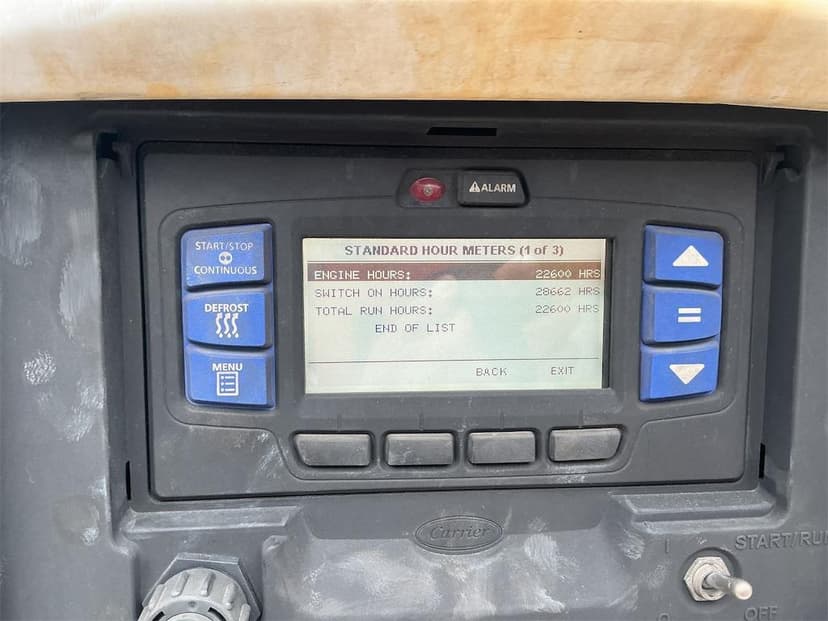 ALARM
START/STOP
CONTINUOUS
DEFROST
MENU
STANDARD HOUR METERS (1 of 3)
ENGINE HOURS: 22600 HRS
SWITCH ON HOURS: 28662 HRS
TOTAL RUN HOURS: 22600 HRS
END OF LIST
BACK EXIT
Carrier
I START/RUN
O OFF